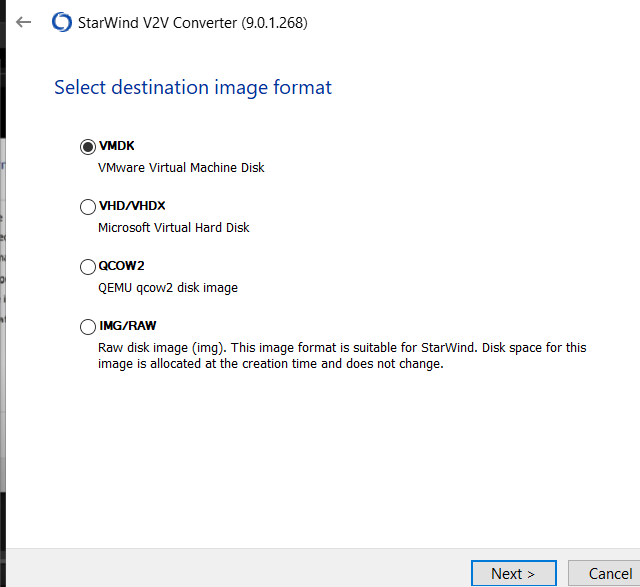 StarWind V2V Converter (9.0.1.268)
Select destination image format
VMDK
VMware Virtual Machine Disk
VHD/VHDX
Microsoft Virtual Hard Disk
QCOW2
QEMU qcow2 disk image
IMG/RAW
Raw disk image (img). This image format is suitable for StarWind. Disk space for this
image is allocated at the creation time and does not change.
Next >
Cancel